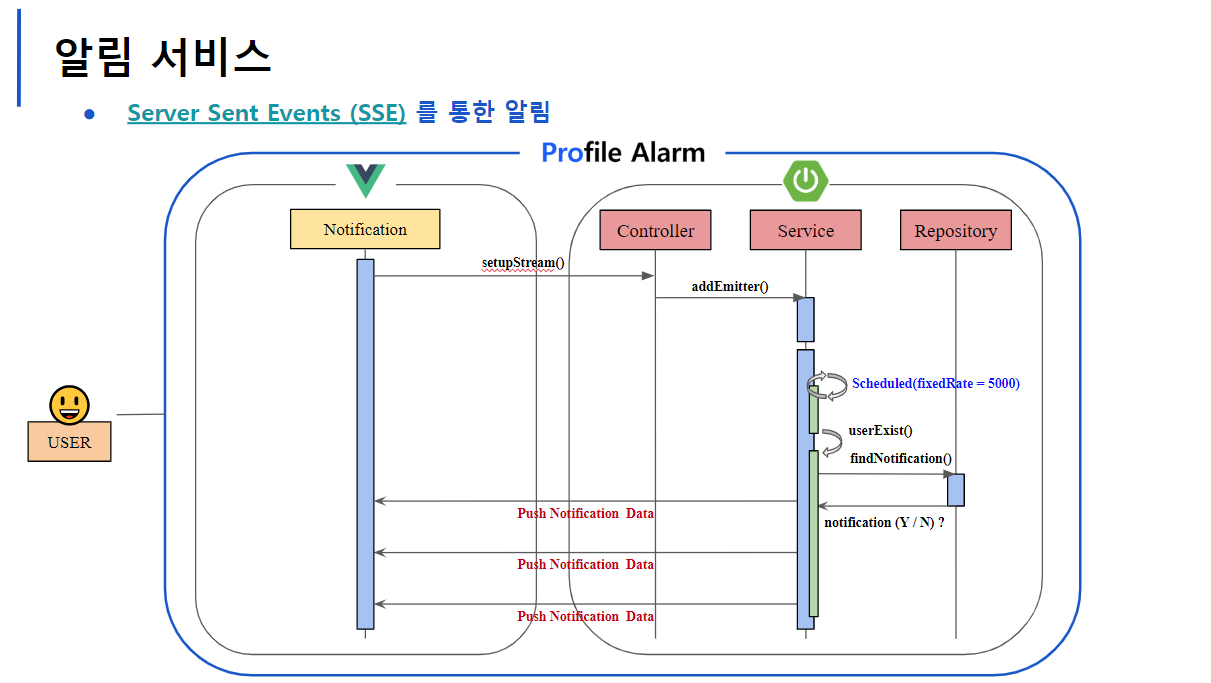 알림 서비스
● Server Sent Events (SSE) 를 통한 알림
Profile Alarm
Notification
Controller
Service
Repository
setupStream()
addEmitter()
Scheduled(fixedRate = 5000)
USER
userExist()
findNotification()
Push Notification Data
notification (Y / N) ?
Push Notification Data
Push Notification Data